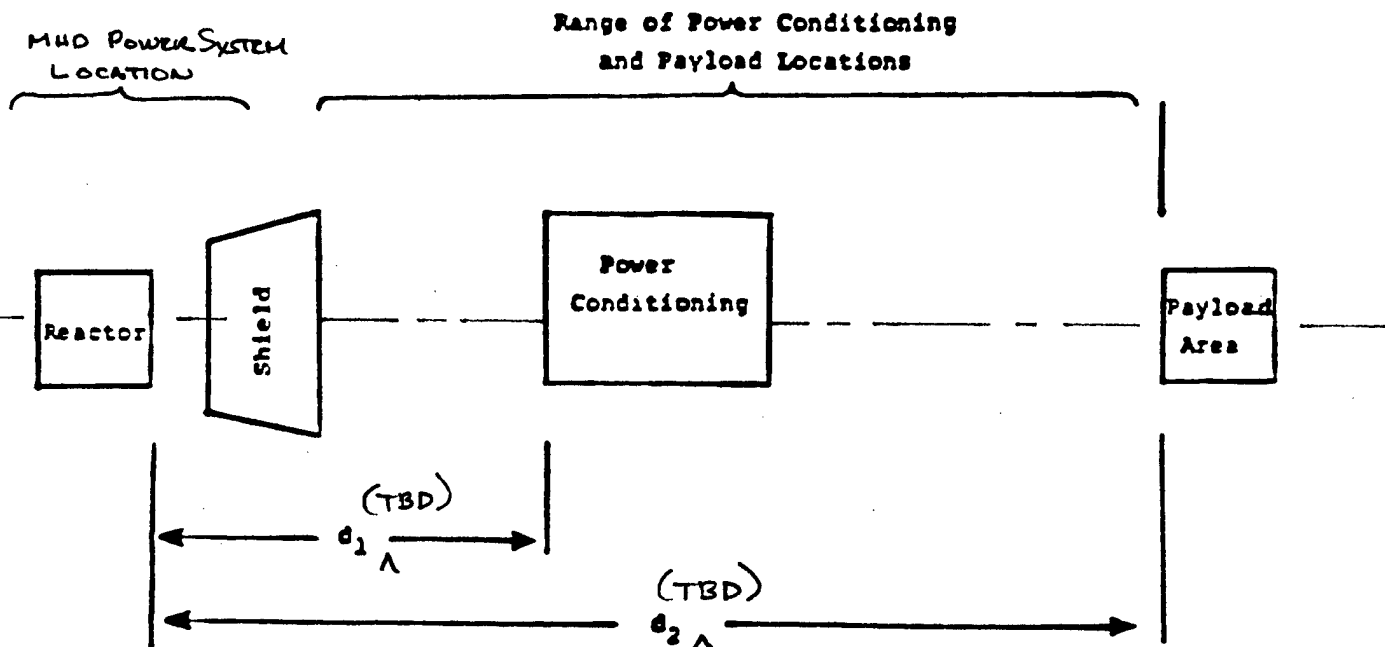 MHD POWER SYSTEM
LOCATION
Range of Power Conditioning
and Payload Locations
Reactor
Shield
Power
Conditioning
Payload
Area
(TBD)
d₁ ∧
(TBD)
d₂ ∧